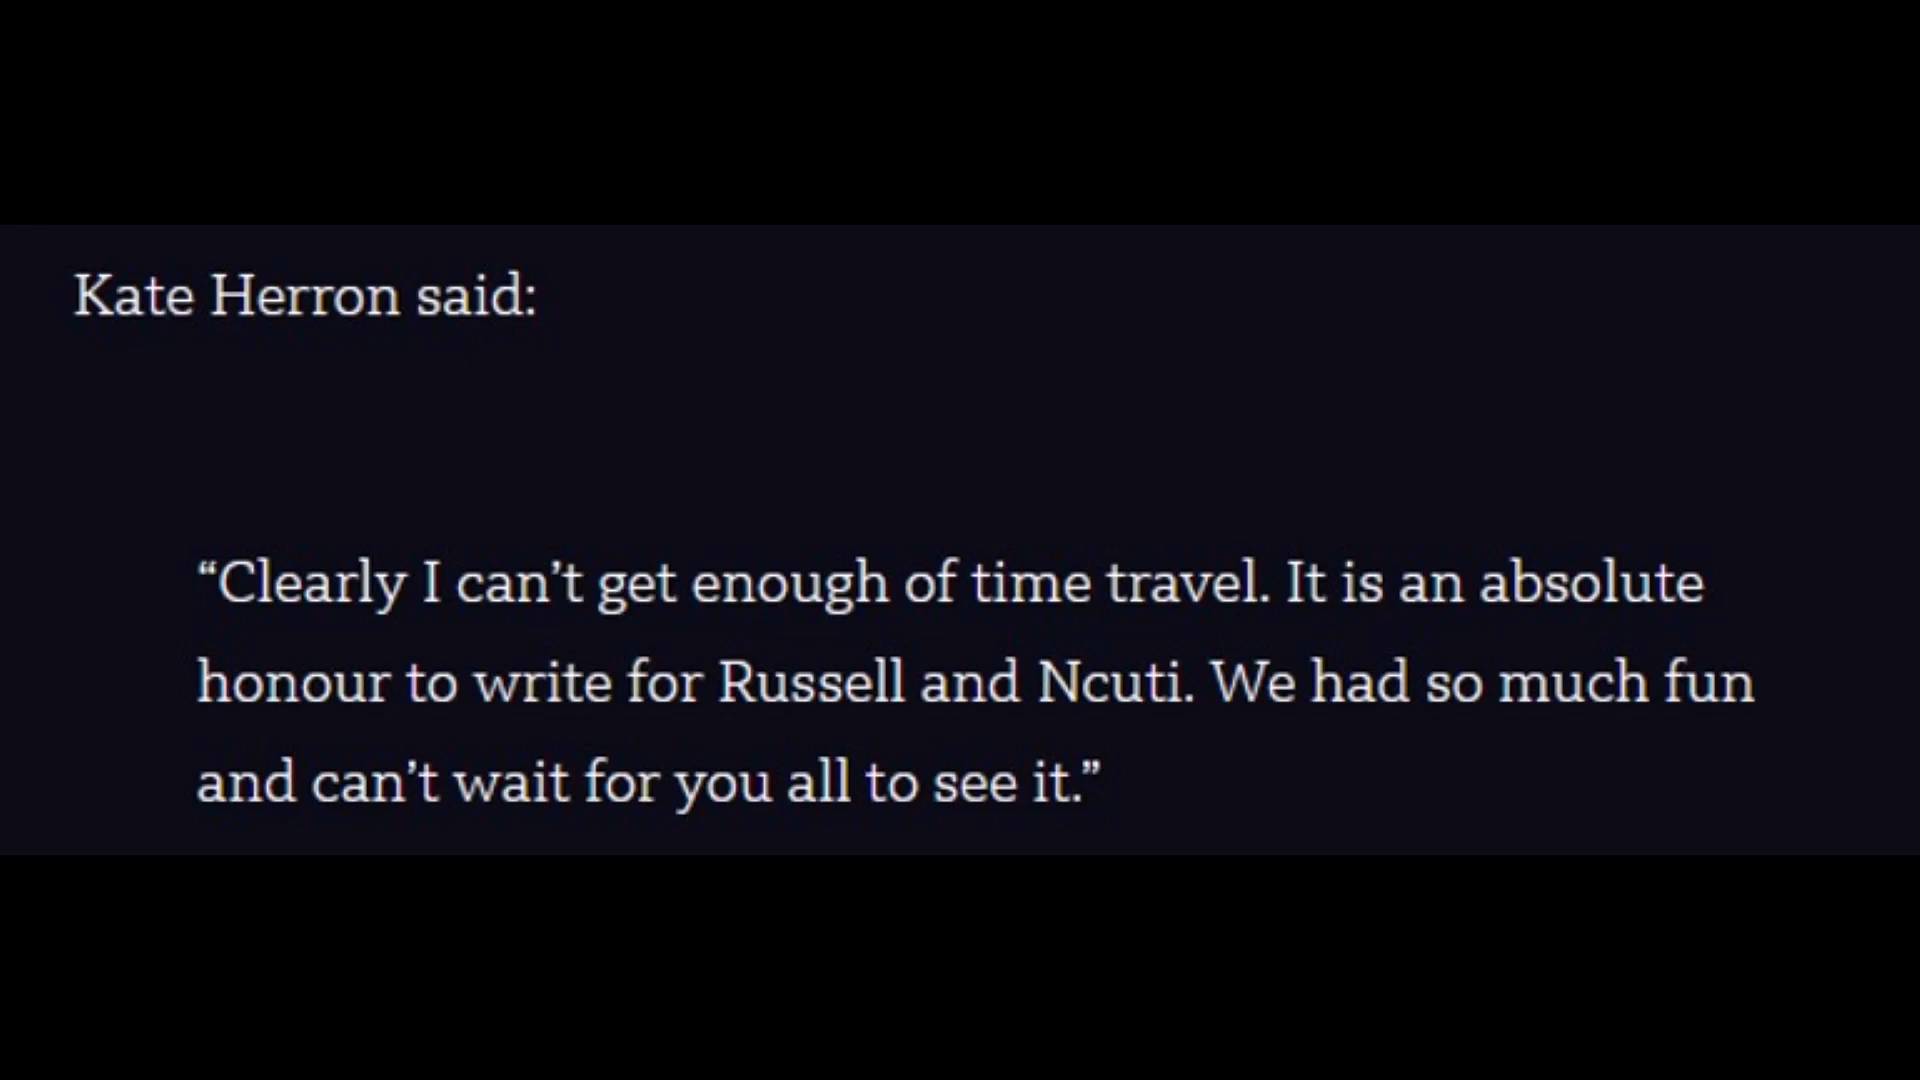 Kate Herron said:
“Clearly I can’t get enough of time travel. It is an absolute
honour to write for Russell and Ncuti. We had so much fun
and can’t wait for you all to see it.”